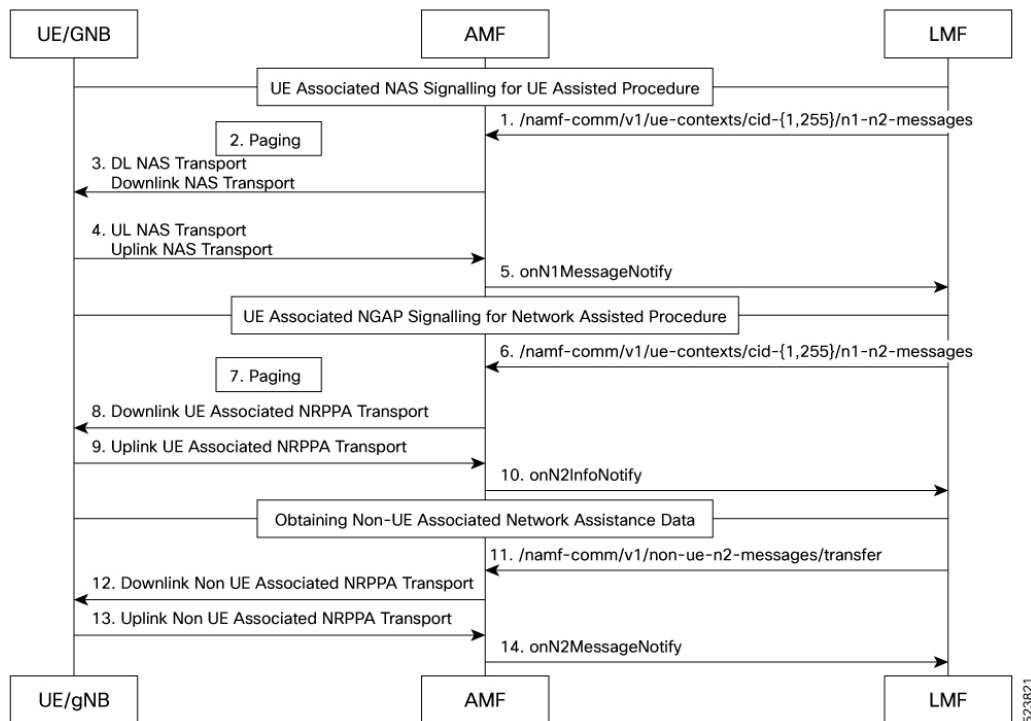 UE/GNB
AMF
LMF
UE Associated NAS Signalling for UE Assisted Procedure
1. /namf-comm/v1/ue-contexts/cid-{1,255}/n1-n2-messages
2. Paging
3. DL NAS Transport
Downlink NAS Transport
4. UL NAS Transport
Uplink NAS Transport
5. onN1MessageNotify
UE Associated NGAP Signalling for Network Assisted Procedure
6. /namf-comm/v1/ue-contexts/cid-{1,255}/n1-n2-messages
7. Paging
8. Downlink UE Associated NRPPA Transport
9. Uplink UE Associated NRPPA Transport
10. onN2InfoNotify
Obtaining Non-UE Associated Network Assistance Data
11. /namf-comm/v1/non-ue-n2-messages/transfer
12. Downlink Non UE Associated NRPPA Transport
13. Uplink Non UE Associated NRPPA Transport
14. onN2MessageNotify
UE/gNB
AMF
LMF
523821